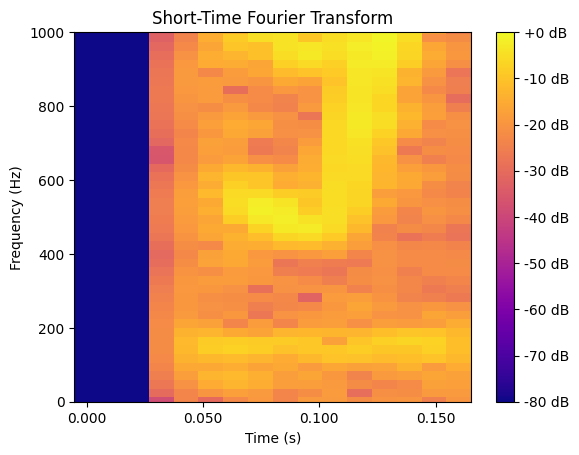 Short-Time Fourier Transform
1000
800
600
400
200
0
Frequency (Hz)
0.000
0.050
0.100
0.150
Time (s)
+0 dB
-10 dB
-20 dB
-30 dB
-40 dB
-50 dB
-60 dB
-70 dB
-80 dB